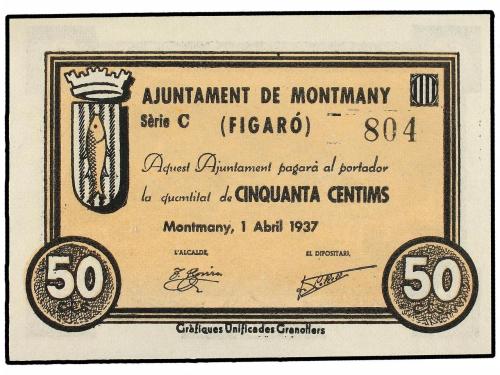 AJUNTAMENT DE MONTMANY
Sèrie C (FIGARÓ) 804
Aquest Ajuntament pagarà al portador
la quantitat de CINQUANTA CENTIMS
Montmany, 1 Abril 1937
L'ALCALDE, EL DIPOSITARI,
50 50
Gràfiques Unificades Granollers